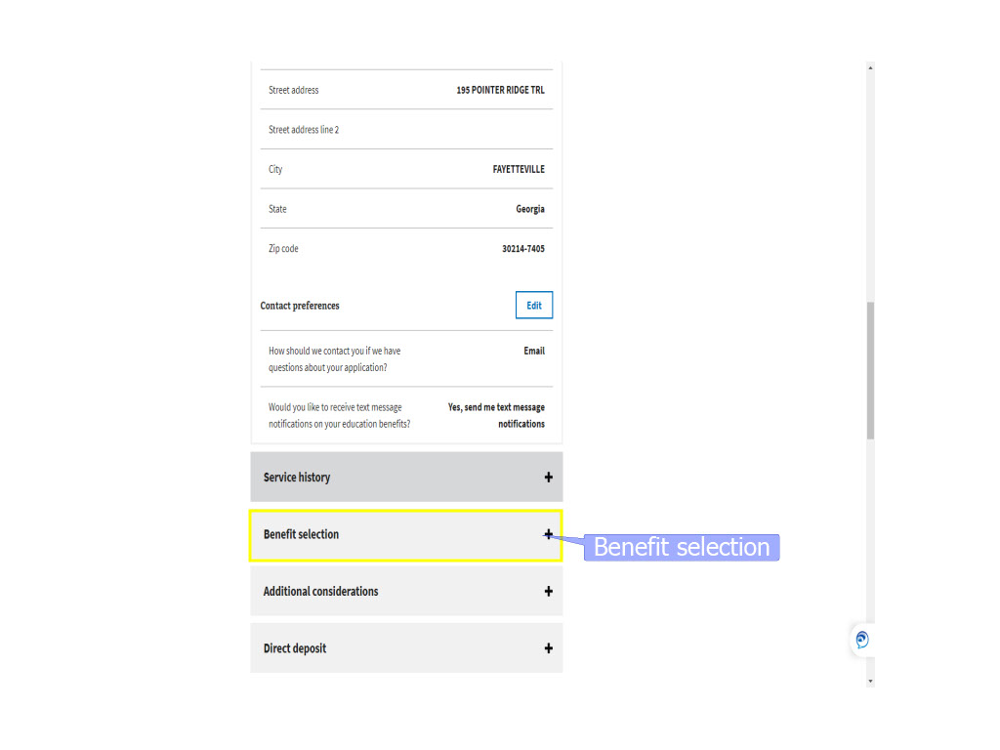 Street address 195 POINTER RIDGE TRL
Street address line 2
City FAYETTEVILLE
State Georgia
Zip code 30214-7405
Contact preferences Edit
How should we contact you if we have Email
questions about your application?
Would you like to receive text message Yes, send me text message
notifications on your education benefits? notifications
Service history +
Benefit selection +
Benefit selection
Additional considerations +
Direct deposit +